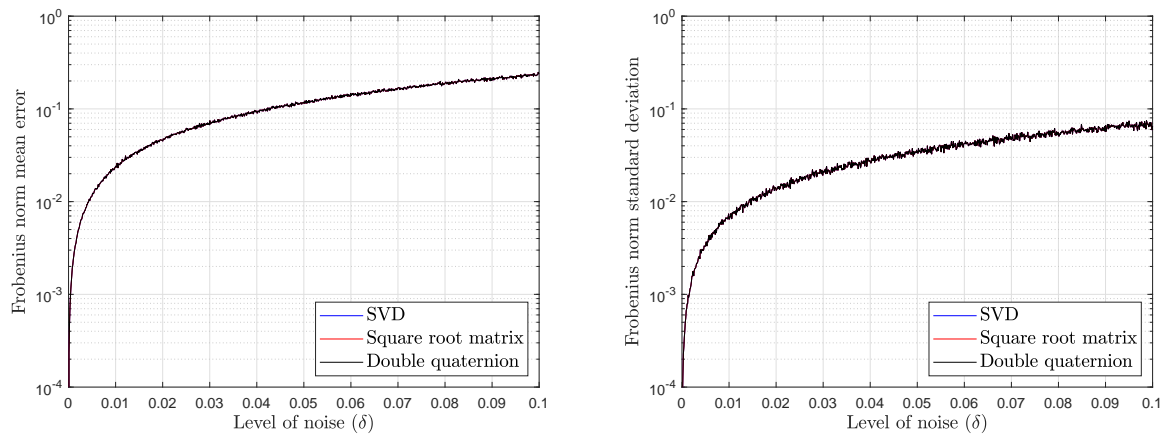 10^0
10^-1
10^-2
10^-3
10^-4
Frobenius norm mean error
SVD
Square root matrix
Double quaternion
0 0.01 0.02 0.03 0.04 0.05 0.06 0.07 0.08 0.09 0.1
Level of noise (δ)
10^0
10^-1
10^-2
10^-3
10^-4
Frobenius norm standard deviation
SVD
Square root matrix
Double quaternion
0 0.01 0.02 0.03 0.04 0.05 0.06 0.07 0.08 0.09 0.1
Level of noise (δ)